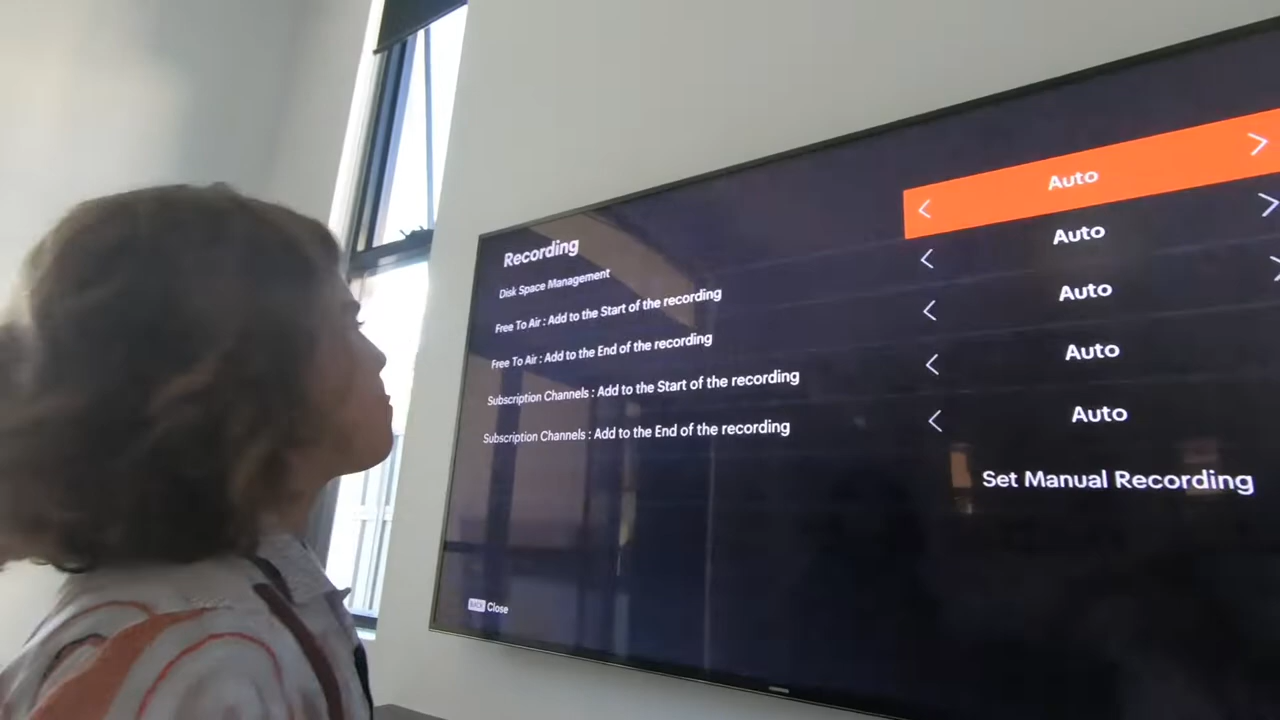 Recording
Disk Space Management
Auto
Free To Air : Add to the Start of the recording
Auto
Free To Air : Add to the End of the recording
Auto
Subscription Channels : Add to the Start of the recording
Auto
Subscription Channels : Add to the End of the recording
Auto
Set Manual Recording
BACK Close